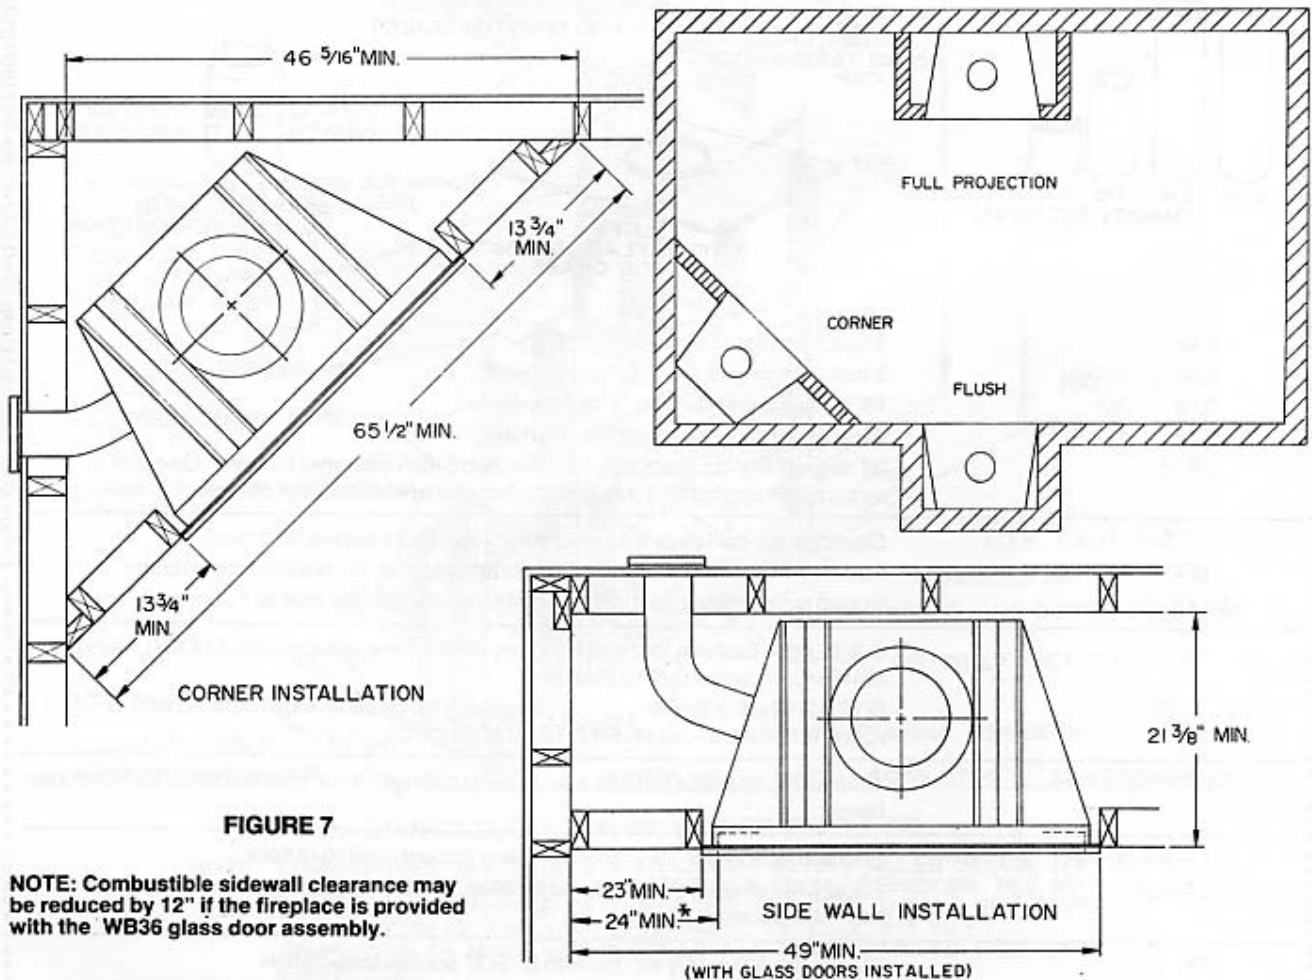 46 5/16" MIN.
13 3/4"
MIN.
FULL PROJECTION
CORNER
FLUSH
65 1/2" MIN.
13 3/4"
MIN.
CORNER INSTALLATION
21 3/8" MIN.
FIGURE 7
NOTE: Combustible sidewall clearance may
be reduced by 12" if the fireplace is provided
with the WB36 glass door assembly.
23" MIN.
24" MIN.*
SIDE WALL INSTALLATION
49" MIN.
(WITH GLASS DOORS INSTALLED)